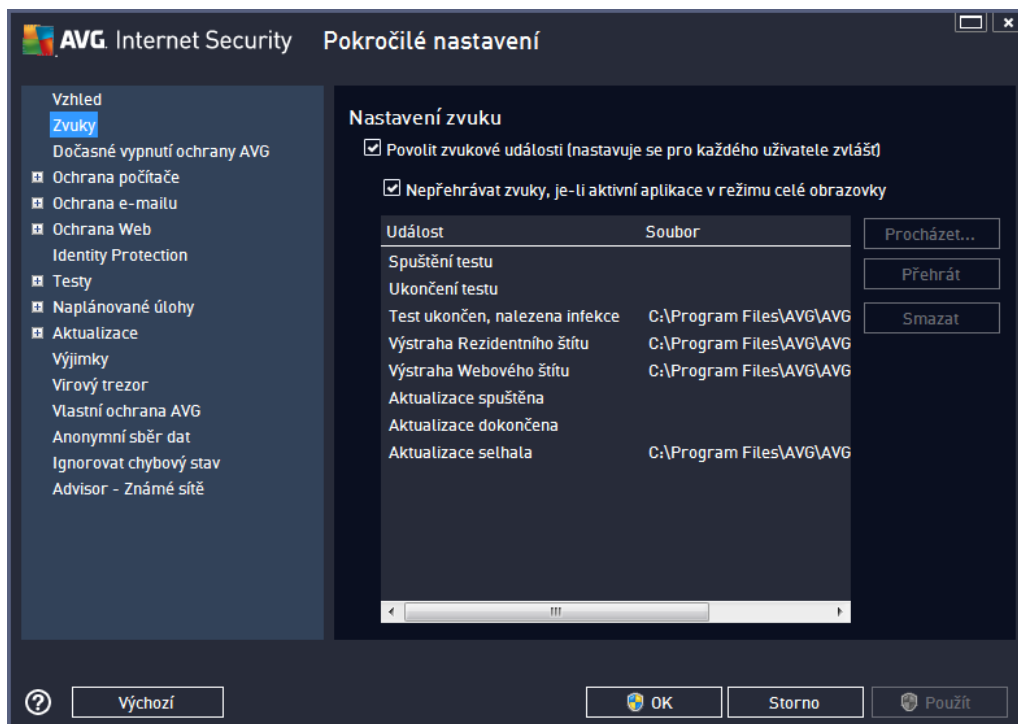 AVG. Internet Security Pokročilé nastavení
Vzhled
Zvuky
Dočasné vypnutí ochrany AVG
Ochrana počítače
Ochrana e-mailu
Ochrana Web
Identity Protection
Testy
Naplánované úlohy
Aktualizace
Výjimky
Virový trezor
Vlastní ochrana AVG
Anonymní sběr dat
Ignorovat chybový stav
Advisor - Známé sítě
Nastavení zvuku
Povolit zvukové události (nastavuje se pro každého uživatele zvlášť)
Nepřehrávat zvuky, je-li aktivní aplikace v režimu celé obrazovky
Událost Soubor
Spuštění testu
Ukončení testu
Test ukončen, nalezena infekce C:\Program Files\AVG\AVG
Výstraha Rezidentního štítu C:\Program Files\AVG\AVG
Výstraha Webového štítu C:\Program Files\AVG\AVG
Aktualizace spuštěna
Aktualizace dokončena
Aktualizace selhala C:\Program Files\AVG\AVG
Procházet...
Přehrát
Smazat
? Výchozí OK Storno Použít